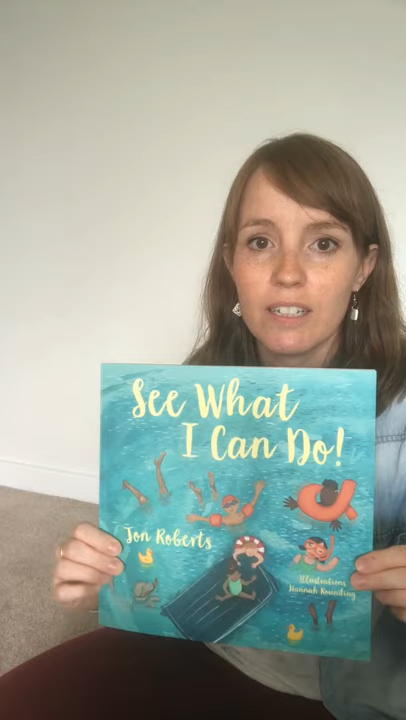 See What
I Can Do!
Jon Roberts
Illustrations
Hannah Rounding